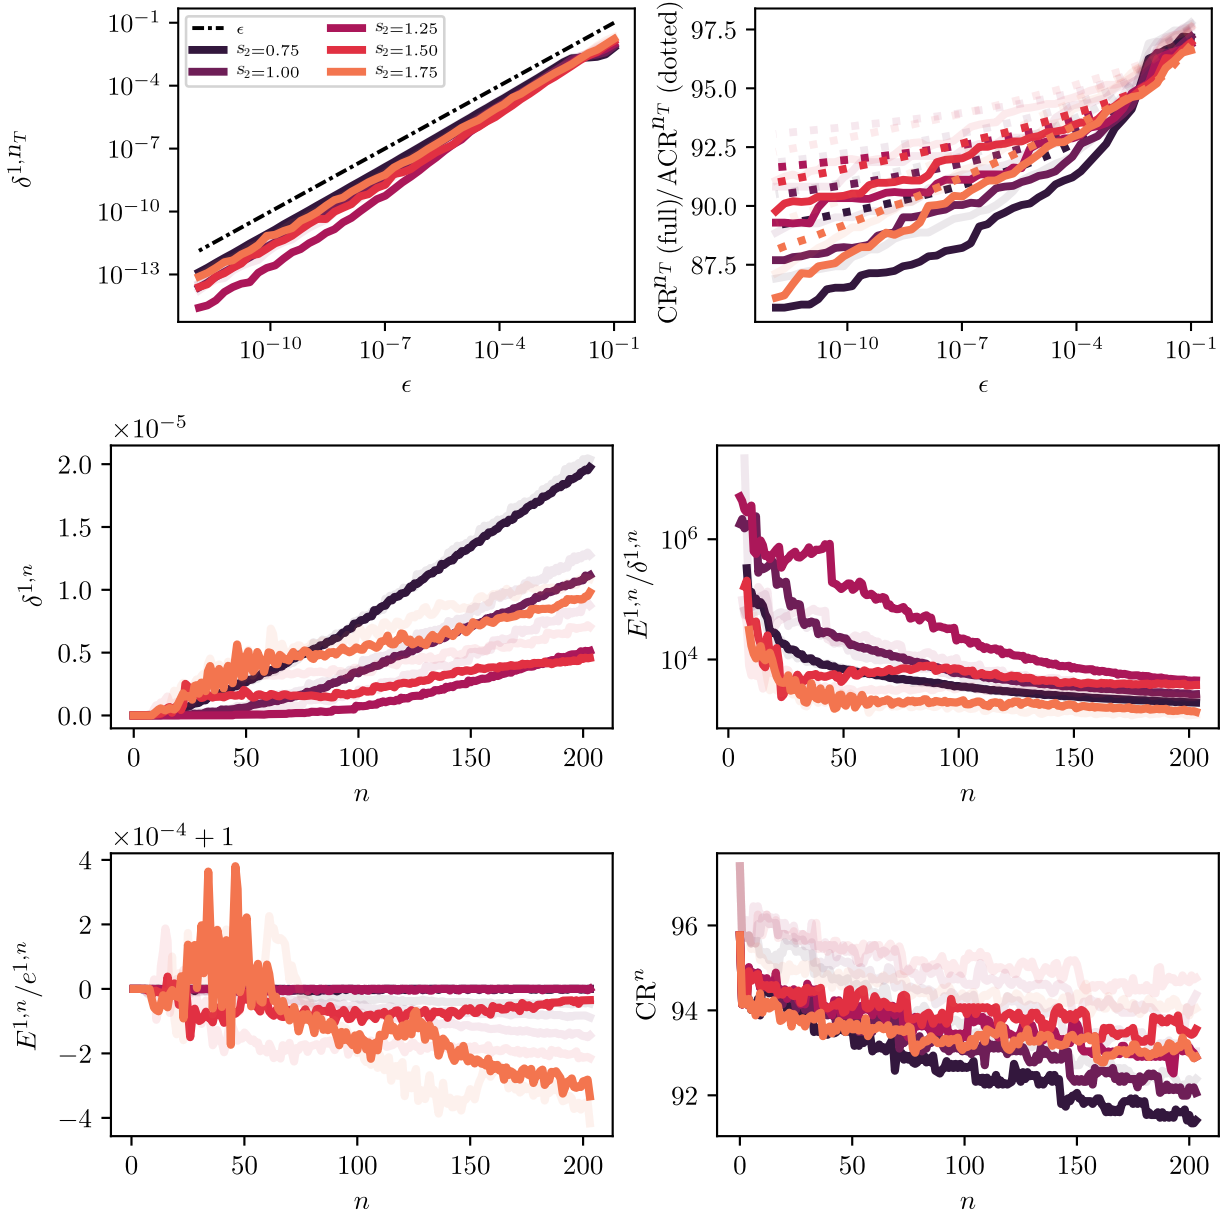 10⁻¹
10⁻⁴
10⁻⁷
10⁻¹⁰
10⁻¹³
δ^{1,n_T}
ϵ
s₂=0.75
s₂=1.00
s₂=1.25
s₂=1.50
s₂=1.75
10⁻¹⁰ 10⁻⁷ 10⁻⁴ 10⁻¹
ϵ
CR^{n_T} (full)/ACR^{n_T} (dotted)
97.5
95.0
92.5
90.0
87.5
10⁻¹⁰ 10⁻⁷ 10⁻⁴ 10⁻¹
ϵ
×10⁻⁵
2.0
1.5
1.0
0.5
0.0
δ^{1,n}
0 50 100 150 200
n
E^{1,n}/δ^{1,n}
10⁶
10⁴
0 50 100 150 200
n
×10⁻⁴ + 1
4
2
0
−2
−4
E^{1,n}/e^{1,n}
0 50 100 150 200
n
CRⁿ
96
94
92
0 50 100 150 200
n